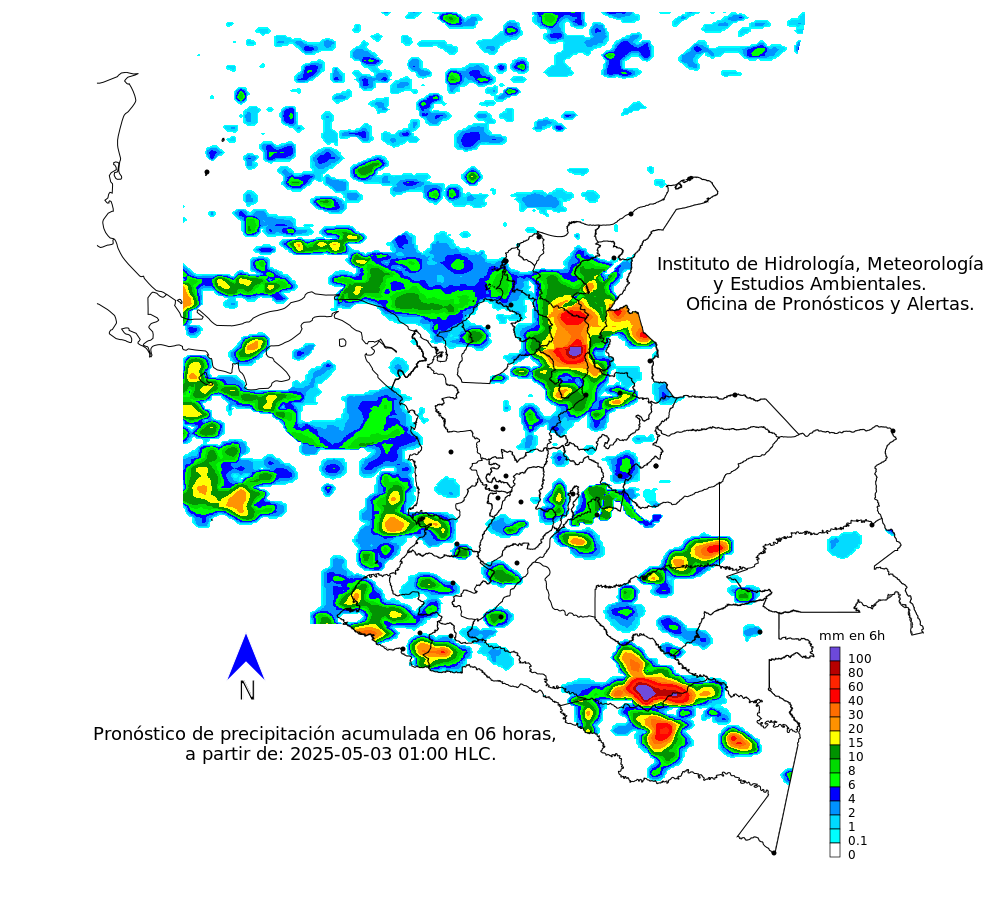 Instituto de Hidrología, Meteorología
y Estudios Ambientales.
Oficina de Pronósticos y Alertas.
mm en 6h
100
80
60
40
30
20
15
10
8
6
4
2
1
0.1
0
N
Pronóstico de precipitación acumulada en 06 horas,
a partir de: 2025-05-03 01:00 HLC.